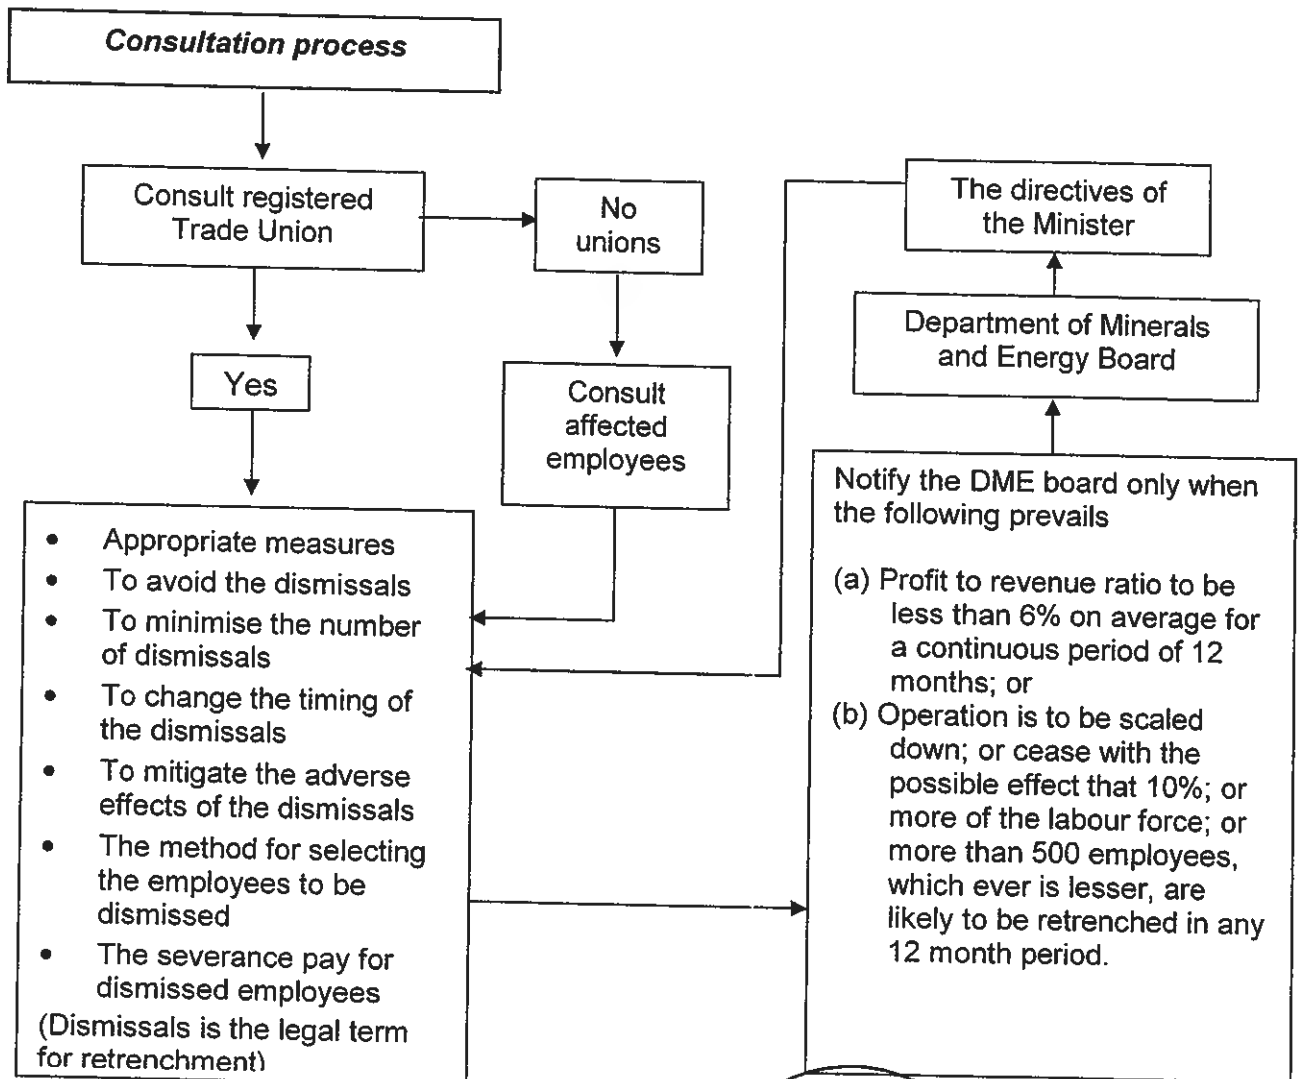 Consultation process
Consult registered
Trade Union
No
unions
The directives of
the Minister
Department of Minerals
and Energy Board
Yes
Consult
affected
employees
• Appropriate measures
• To avoid the dismissals
• To minimise the number
of dismissals
• To change the timing of
the dismissals
• To mitigate the adverse
effects of the dismissals
• The method for selecting
the employees to be
dismissed
• The severance pay for
dismissed employees
(Dismissals is the legal term
for retrenchment)
Notify the DME board only when
the following prevails
(a) Profit to revenue ratio to be
less than 6% on average for
a continuous period of 12
months; or
(b) Operation is to be scaled
down; or cease with the
possible effect that 10%; or
more of the labour force; or
more than 500 employees,
which ever is lesser, are
likely to be retrenched in any
12 month period.